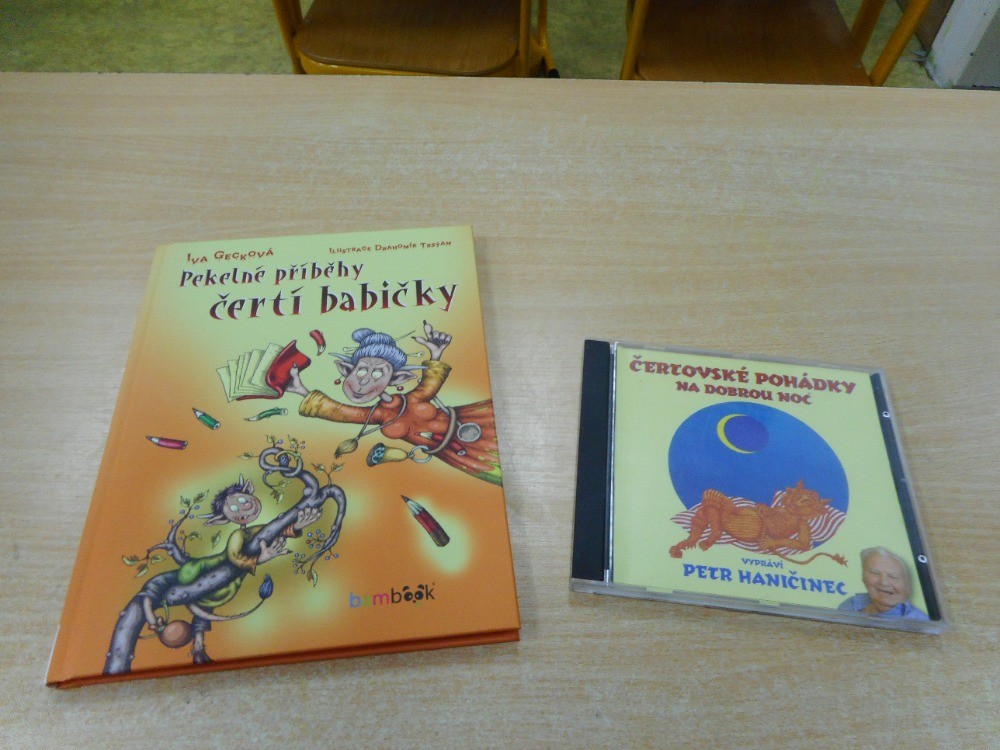 Iva Gecková
Ilustrace Drahomír Trsťan
Pekelné příběhy
čertí babičky
bambook
Čertovské pohádky
na dobrou noc
vypráví
Petr Haničinec